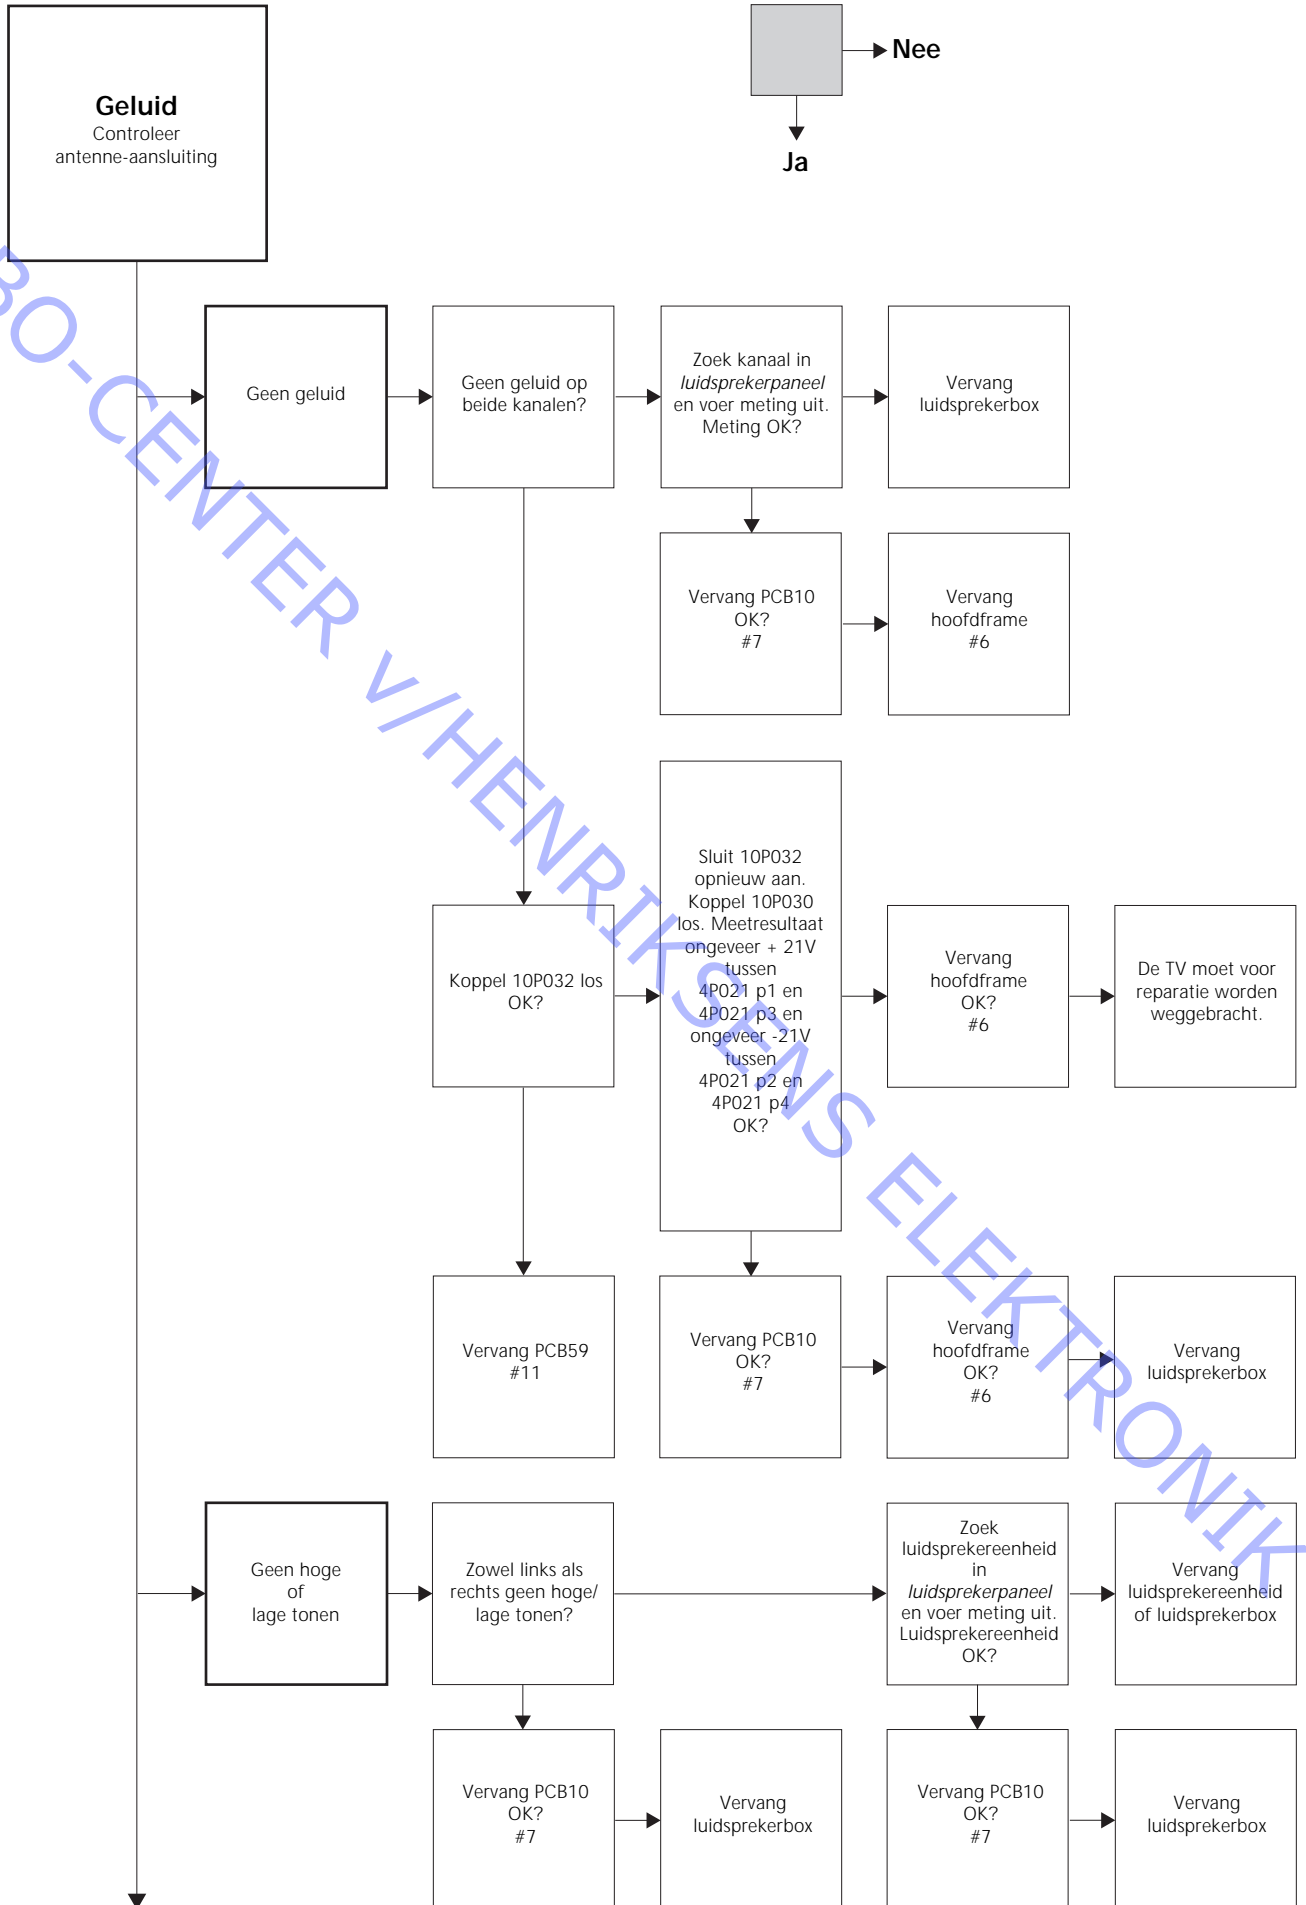 Geluid
Controleer
antenne-aansluiting
Nee
Ja
Geen geluid
Geen geluid op
beide kanalen?
Zoek kanaal in
luidsprekerpaneel
en voer meting uit.
Meting OK?
Vervang
luidsprekerbox
Vervang PCB10
OK?
#7
Vervang
hoofdframe
#6
Koppel 10P032 los
OK?
Sluit 10P032
opnieuw aan.
Koppel 10P030
los. Meetresultaat
ongeveer + 21V
tussen
4P021 p1 en
4P021 p3 en
ongeveer -21V
tussen
4P021 p2 en
4P021 p4
OK?
Vervang
hoofdframe
OK?
#6
De TV moet voor
reparatie worden
weggebracht.
Vervang PCB59
#11
Vervang PCB10
OK?
#7
Vervang
hoofdframe
OK?
#6
Vervang
luidsprekerbox
Geen hoge
of
lage tonen
Zowel links als
rechts geen hoge/
lage tonen?
Zoek
luidsprekereenheid
in
luidsprekerpaneel
en voer meting uit.
Luidsprekereenheid
OK?
Vervang
luidsprekereenheid
of luidsprekerbox
Vervang PCB10
OK?
#7
Vervang
luidsprekerbox
Vervang PCB10
OK?
#7
Vervang
luidsprekerbox
BO-CENTER v/HENRIKSENS ELEKTRONIK